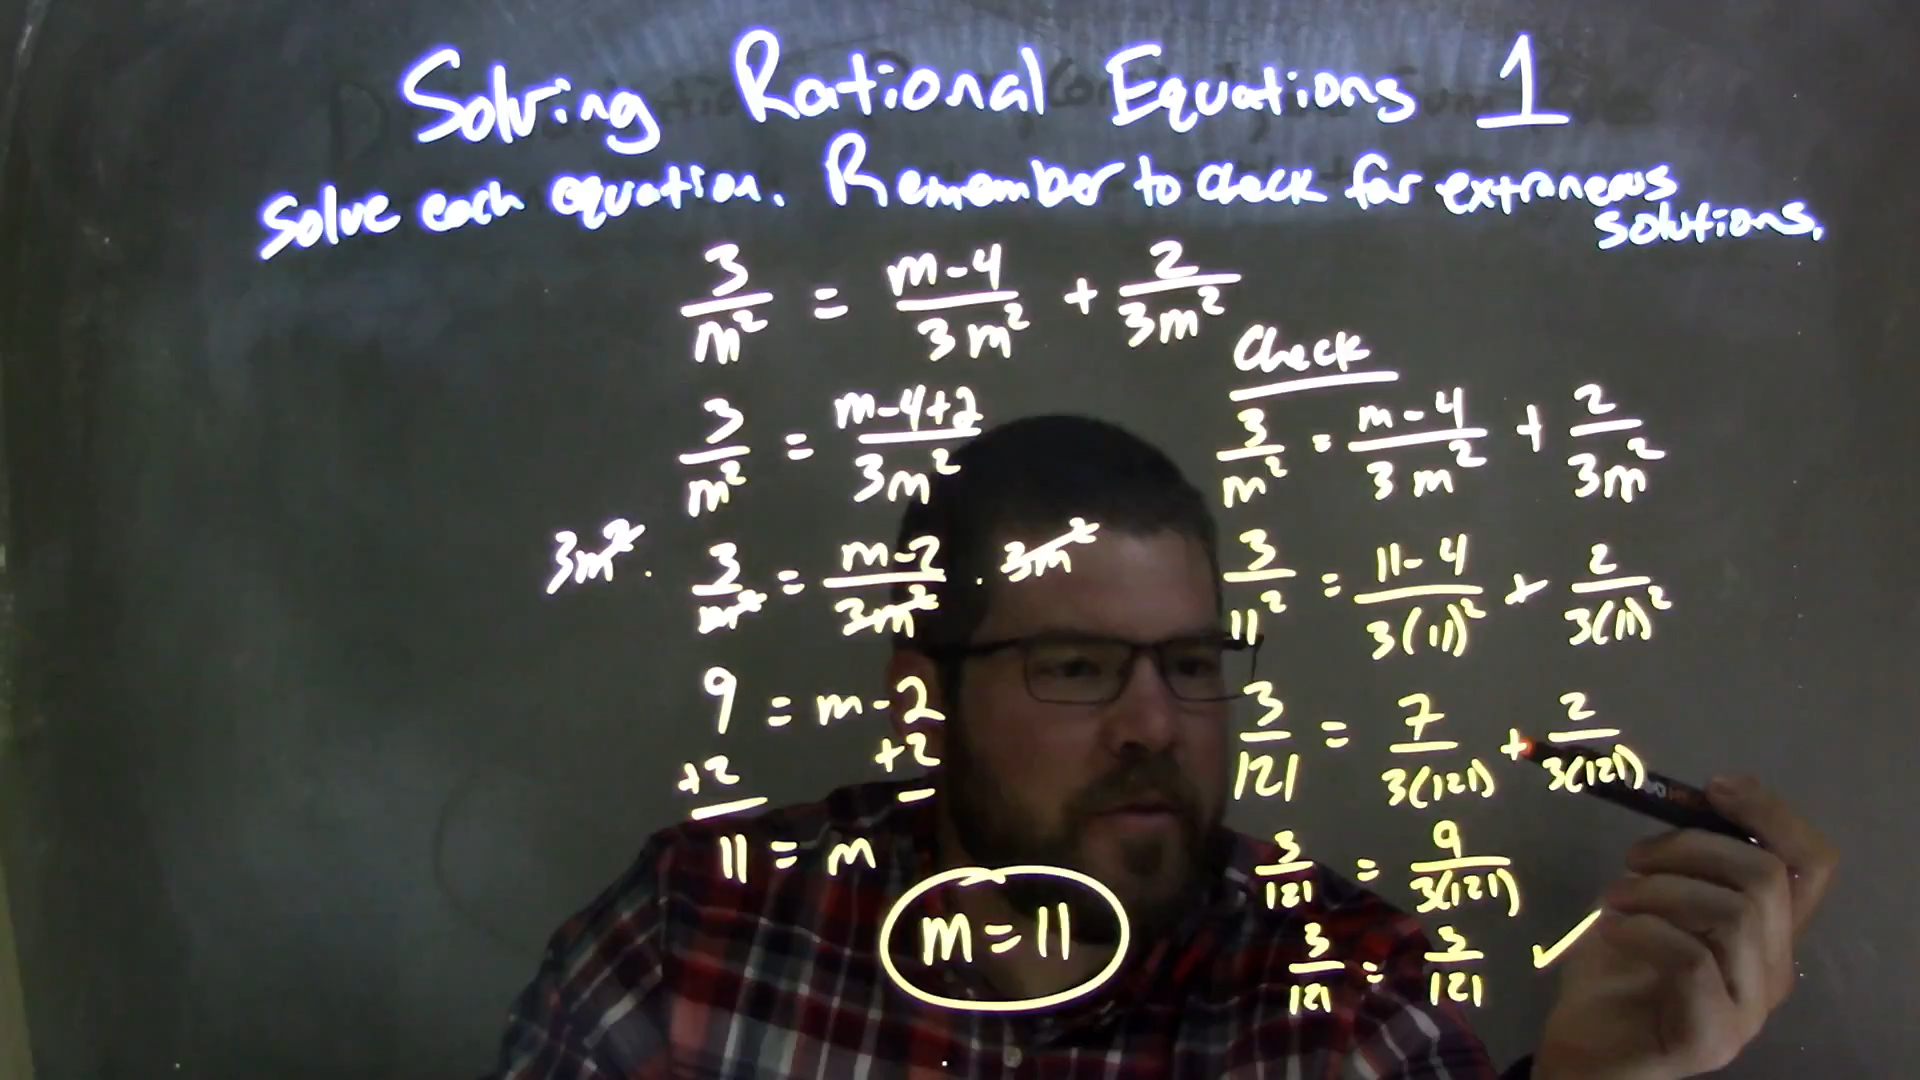 Solving Rational Equations 1
Solve each equation. Remember to check for extraneous solutions.
3/m² = m-4/3m² + 2/3m²
3/m² = m-4+2/3m²
3m² · 3/m² = m-2/3m² · 3m²
9 = m-2
+2 +2
11 = m
m = 11
Check
3/m² = m-4/3m² + 2/3m²
3/11² = 11-4/3(11)² + 2/3(11)²
3/121 = 7/3(121) + 2/3(121)
3/121 = 9/3(121)
3/121 = 3/121 ✓